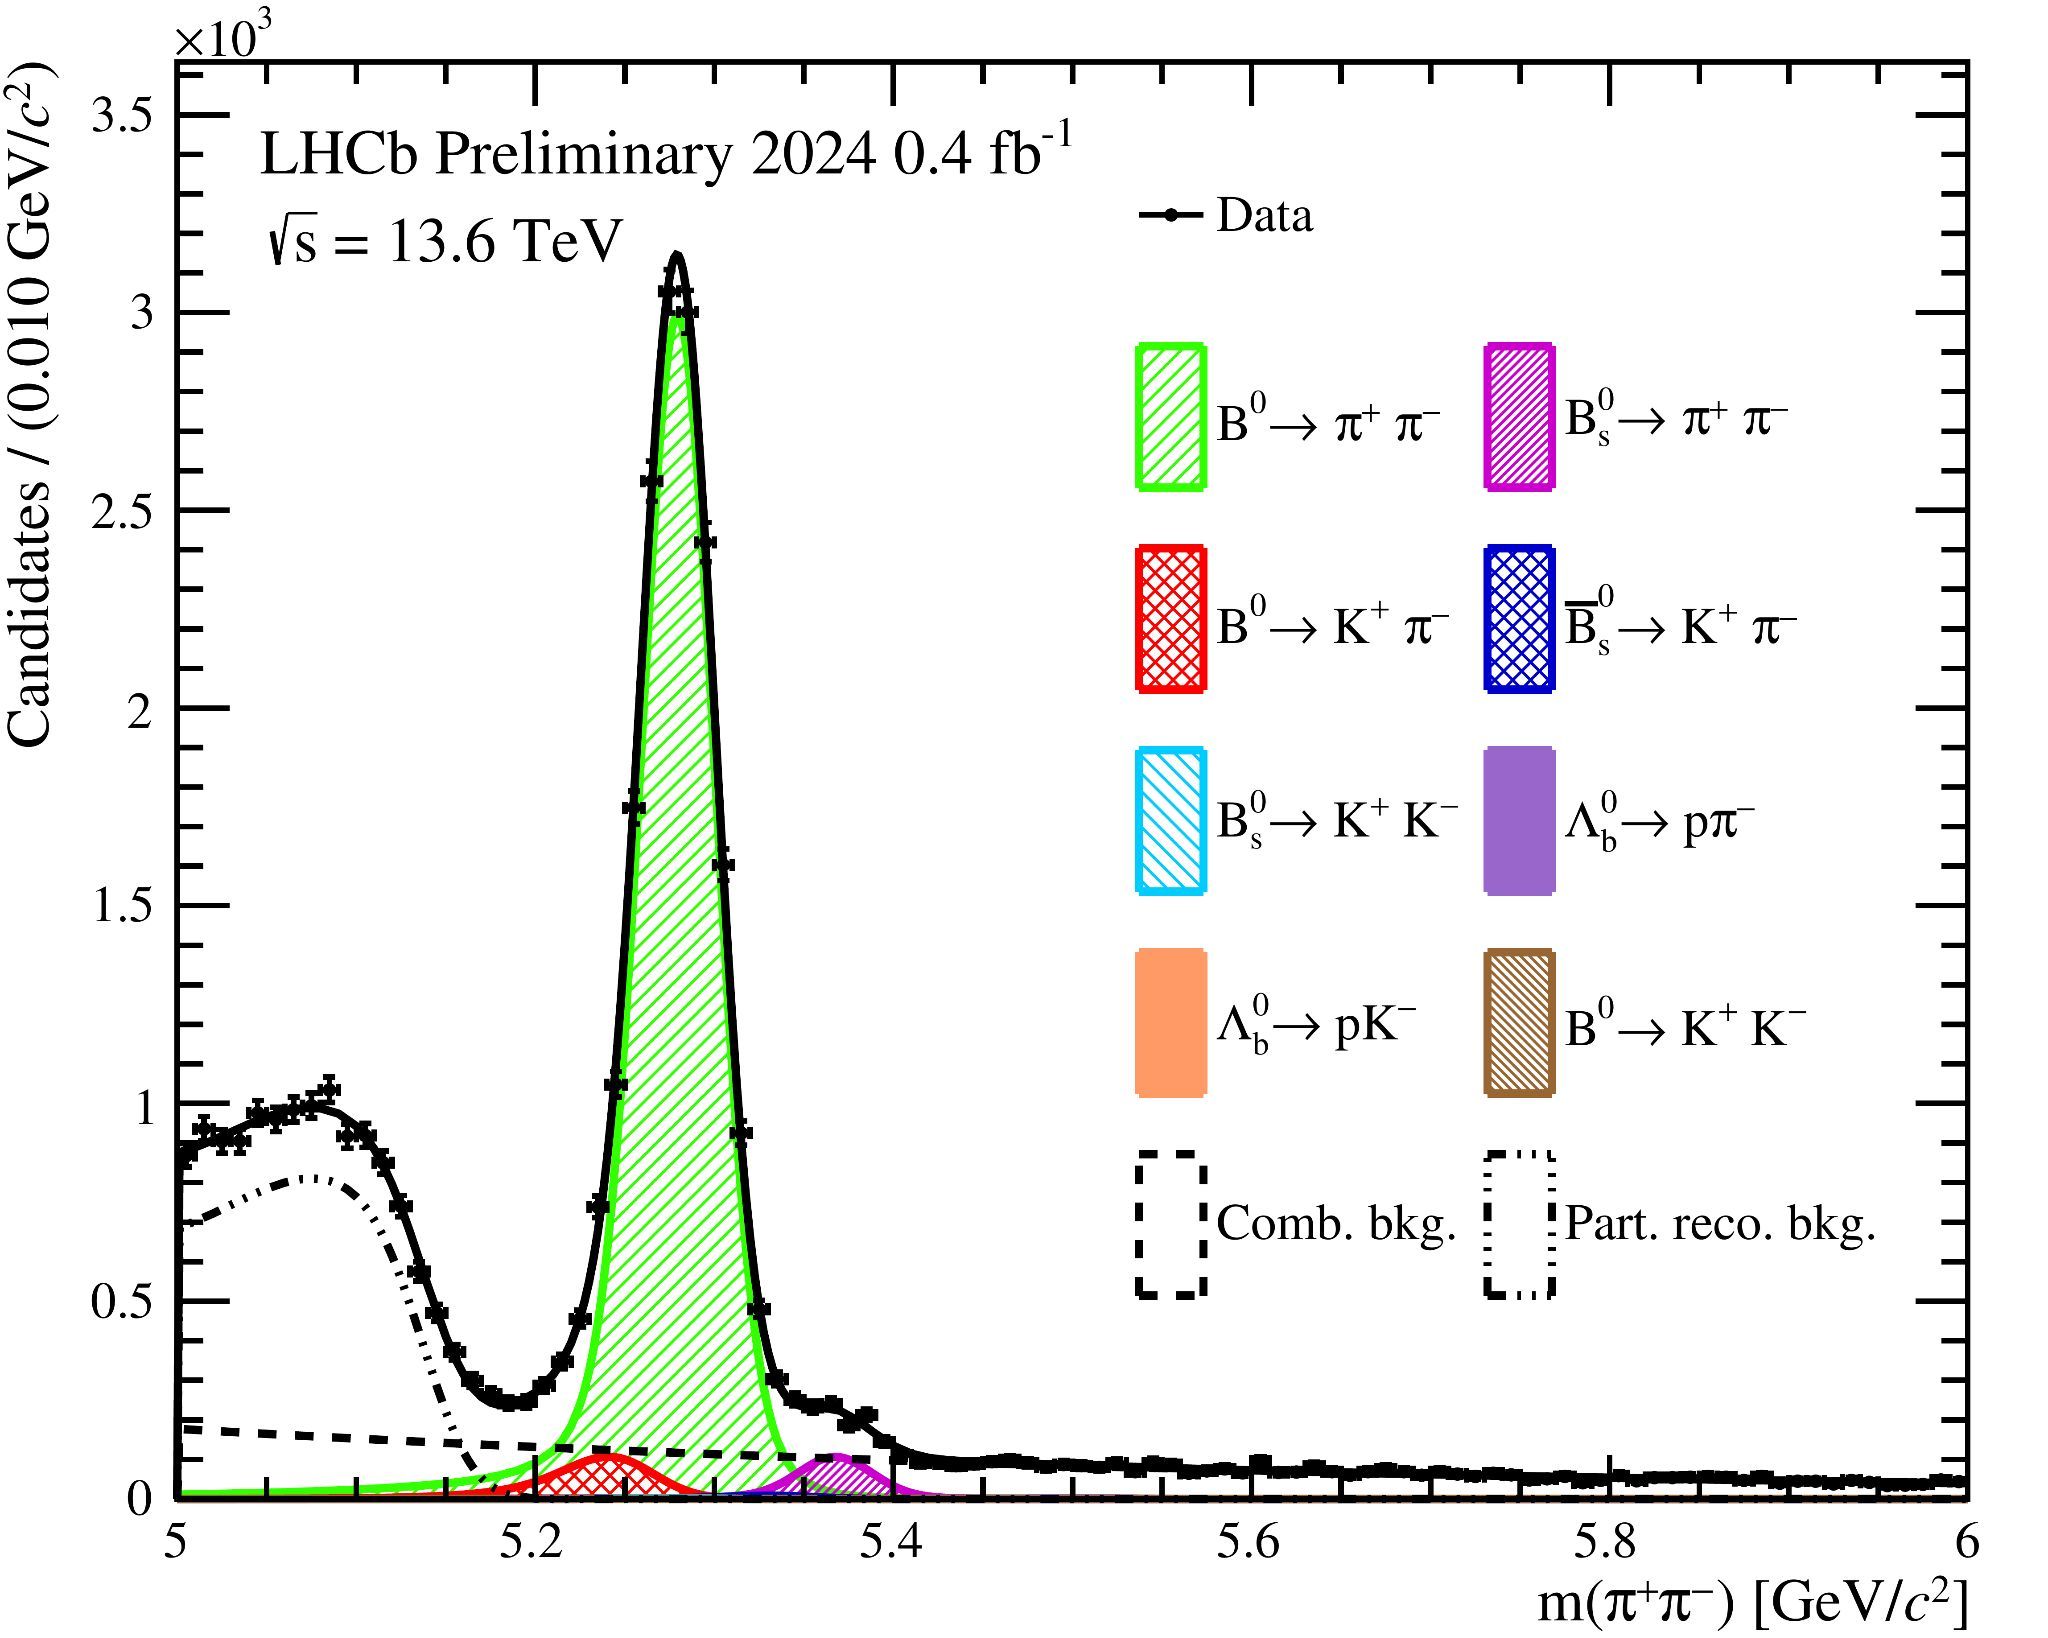 ×10³
Candidates / (0.010 GeV/c²)
3.5
3
2.5
2
1.5
1
0.5
0
LHCb Preliminary 2024 0.4 fb⁻¹
√s = 13.6 TeV
Data
B⁰→ π⁺ π⁻
B⁰ₛ→ π⁺ π⁻
B⁰→ K⁺ π⁻
B̅⁰ₛ→ K⁺ π⁻
B⁰ₛ→ K⁺ K⁻
Λ⁰_b→ pπ⁻
Λ⁰_b→ pK⁻
B⁰→ K⁺ K⁻
Comb. bkg.
Part. reco. bkg.
5 5.2 5.4 5.6 5.8 6
m(π⁺π⁻) [GeV/c²]